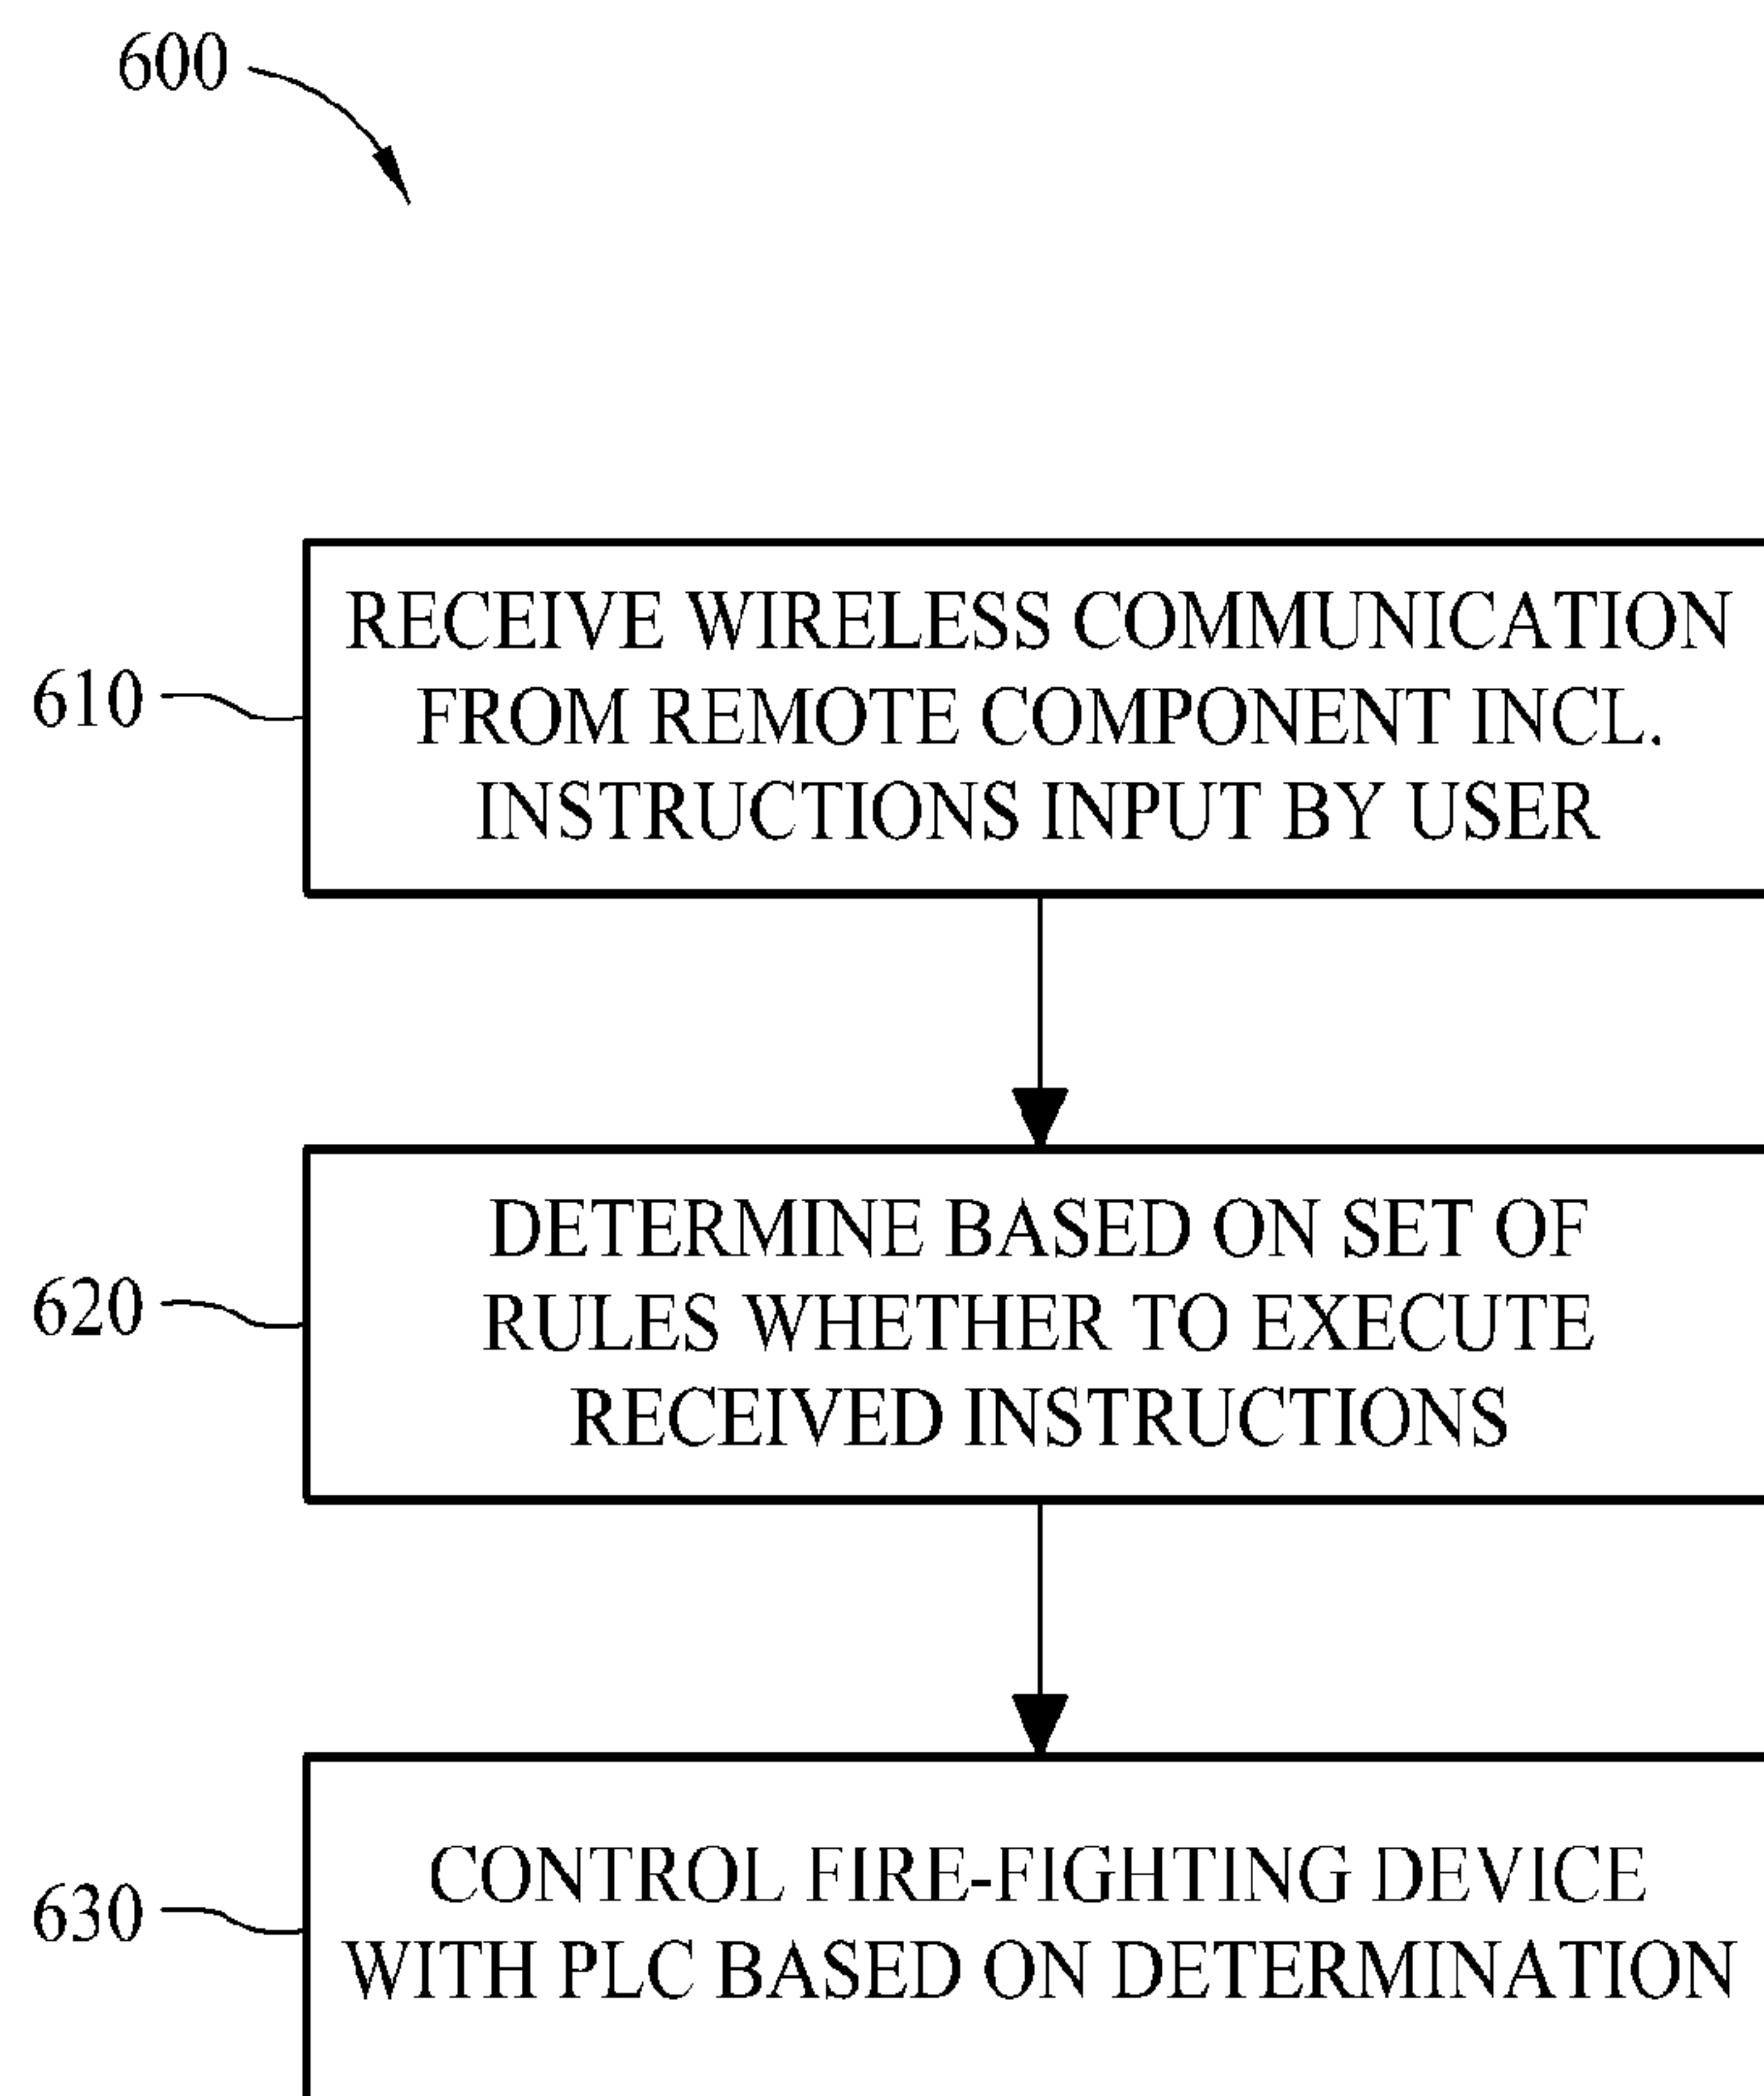 600
610
RECEIVE WIRELESS COMMUNICATION
FROM REMOTE COMPONENT INCL.
INSTRUCTIONS INPUT BY USER
620
DETERMINE BASED ON SET OF
RULES WHETHER TO EXECUTE
RECEIVED INSTRUCTIONS
630
CONTROL FIRE-FIGHTING DEVICE
WITH PLC BASED ON DETERMINATION